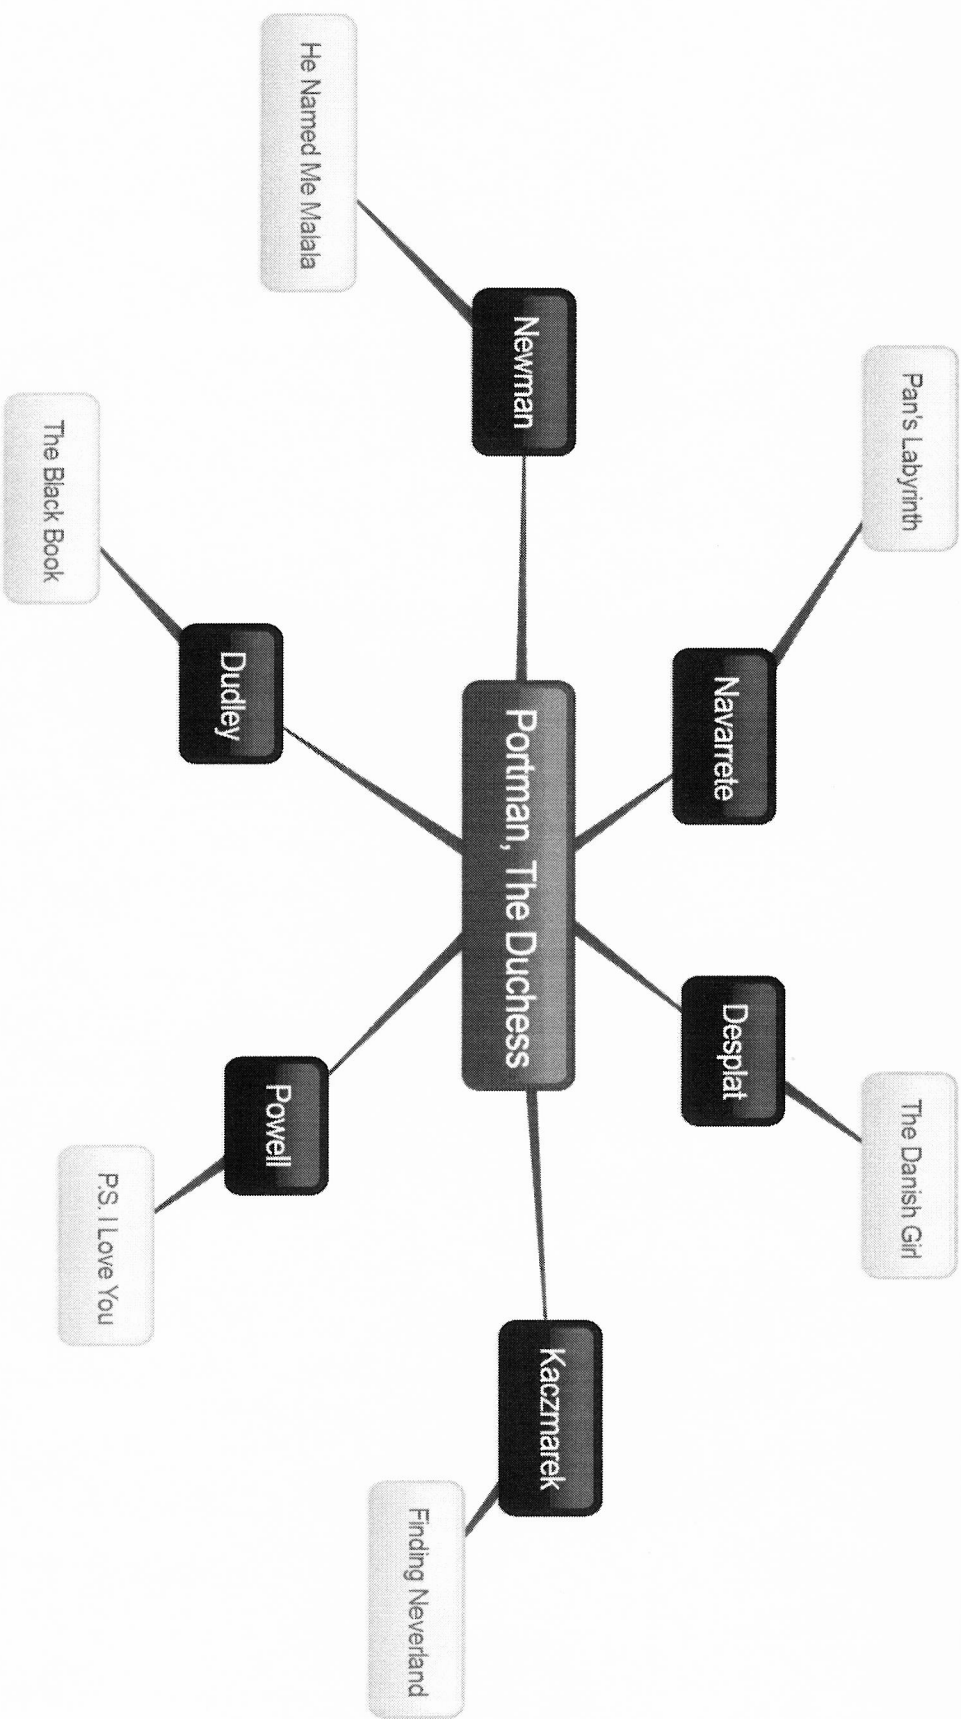 Pan's Labyrinth
The Danish Girl
Navarrete
Desplat
Newman
Portman, The Duchess
Kaczmarek
He Named Me Malala
Finding Neverland
Dudley
Powell
The Black Book
P.S. I Love You